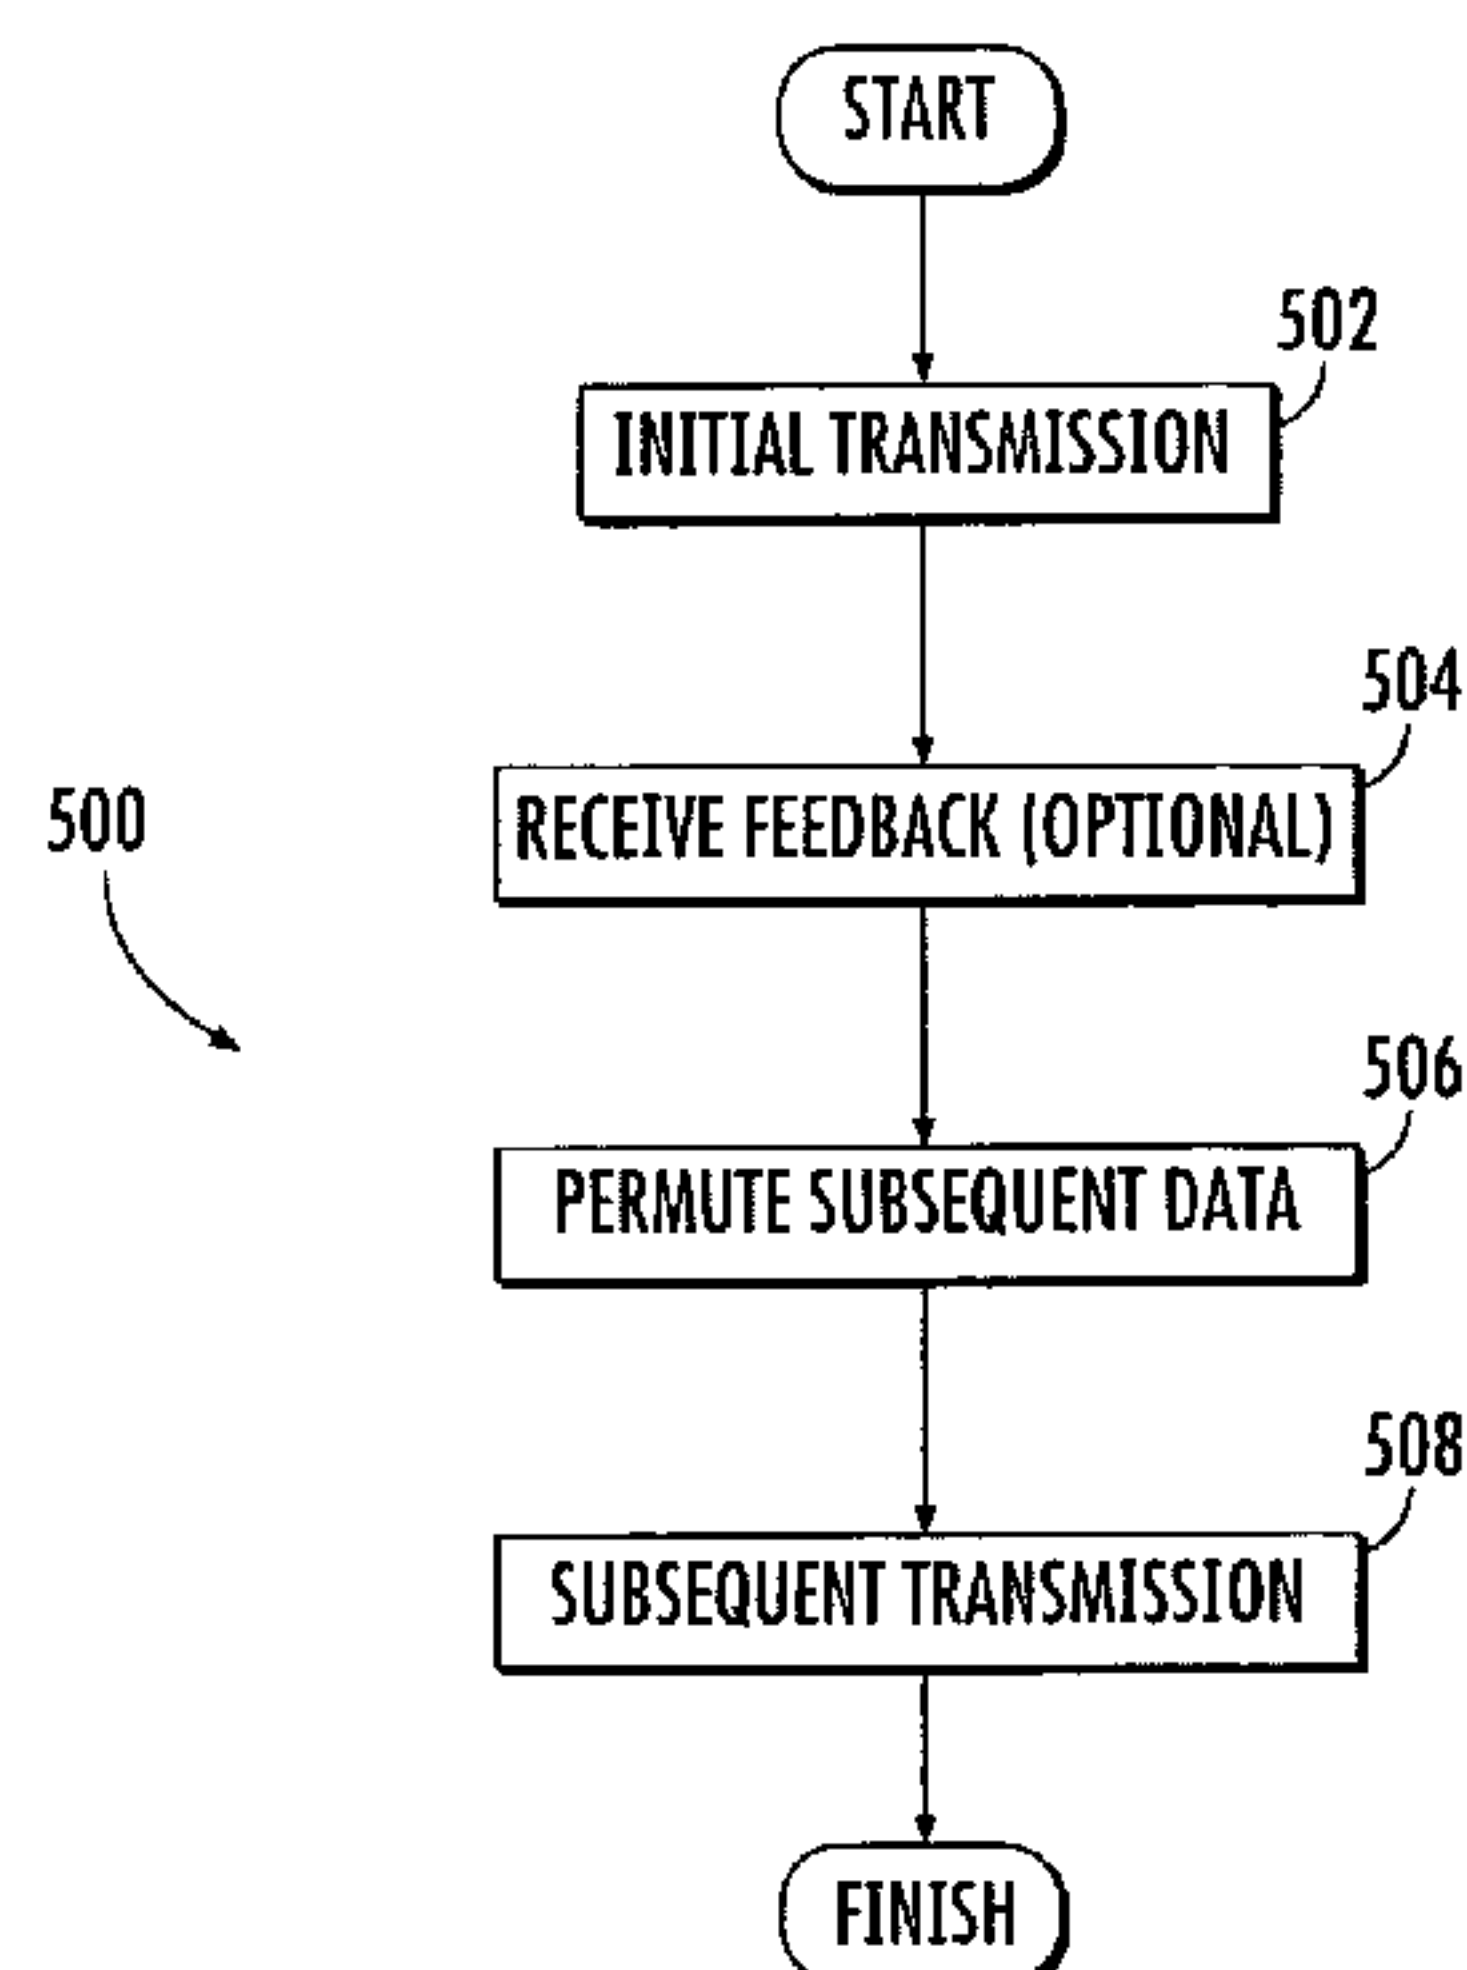 START
502
INITIAL TRANSMISSION
504
RECEIVE FEEDBACK (OPTIONAL)
500
506
PERMUTE SUBSEQUENT DATA
508
SUBSEQUENT TRANSMISSION
FINISH